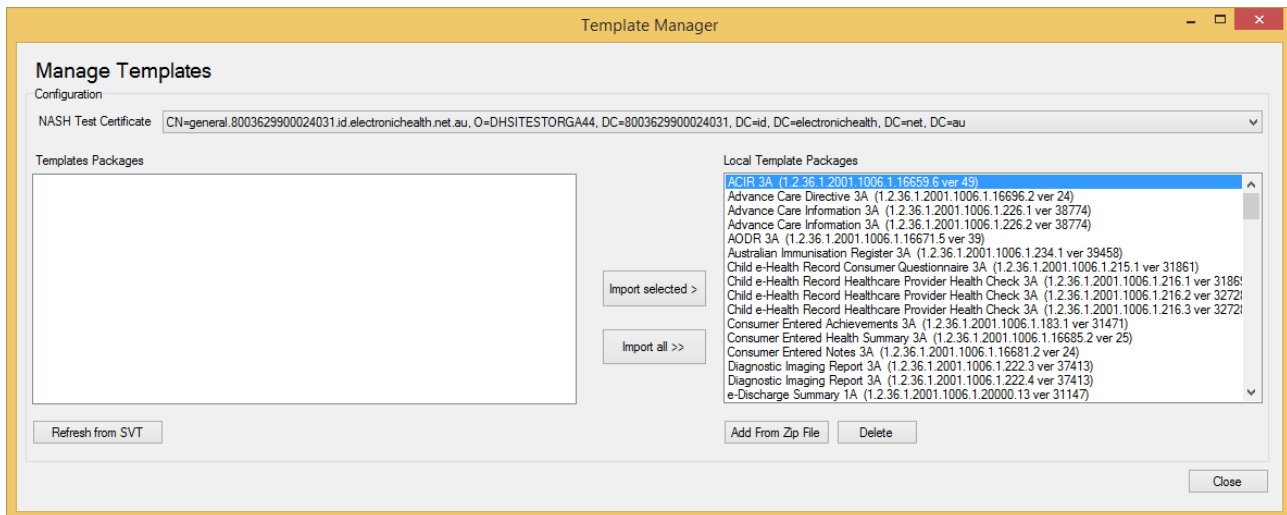 Template Manager
Manage Templates
Configuration
NASH Test Certificate CN=general.8003629900024031.id.electronichealth.net.au, O=DHSITESTORGA44, DC=8003629900024031, DC=id, DC=electronichealth, DC=net, DC=au
Templates Packages
Local Template Packages
ACIR 3A (1.2.36.1.2001.1006.1.16659.6 ver 49)
Advance Care Directive 3A (1.2.36.1.2001.1006.1.16696.2 ver 24)
Advance Care Information 3A (1.2.36.1.2001.1006.1.226.1 ver 38774)
Advance Care Information 3A (1.2.36.1.2001.1006.1.226.2 ver 38774)
AODR 3A (1.2.36.1.2001.1006.1.16671.5 ver 39)
Australian Immunisation Register 3A (1.2.36.1.2001.1006.1.234.1 ver 39458)
Child e-Health Record Consumer Questionnaire 3A (1.2.36.1.2001.1006.1.215.1 ver 31861)
Child e-Health Record Healthcare Provider Health Check 3A (1.2.36.1.2001.1006.1.216.1 ver 3186
Child e-Health Record Healthcare Provider Health Check 3A (1.2.36.1.2001.1006.1.216.2 ver 3272
Child e-Health Record Healthcare Provider Health Check 3A (1.2.36.1.2001.1006.1.216.3 ver 3272
Consumer Entered Achievements 3A (1.2.36.1.2001.1006.1.183.1 ver 31471)
Consumer Entered Health Summary 3A (1.2.36.1.2001.1006.1.16685.2 ver 25)
Consumer Entered Notes 3A (1.2.36.1.2001.1006.1.16681.2 ver 24)
Diagnostic Imaging Report 3A (1.2.36.1.2001.1006.1.222.3 ver 37413)
Diagnostic Imaging Report 3A (1.2.36.1.2001.1006.1.222.4 ver 37413)
e-Discharge Summary 1A (1.2.36.1.2001.1006.1.20000.13 ver 31147)
Import selected >
Import all >>
Refresh from SVT
Add From Zip File
Delete
Close